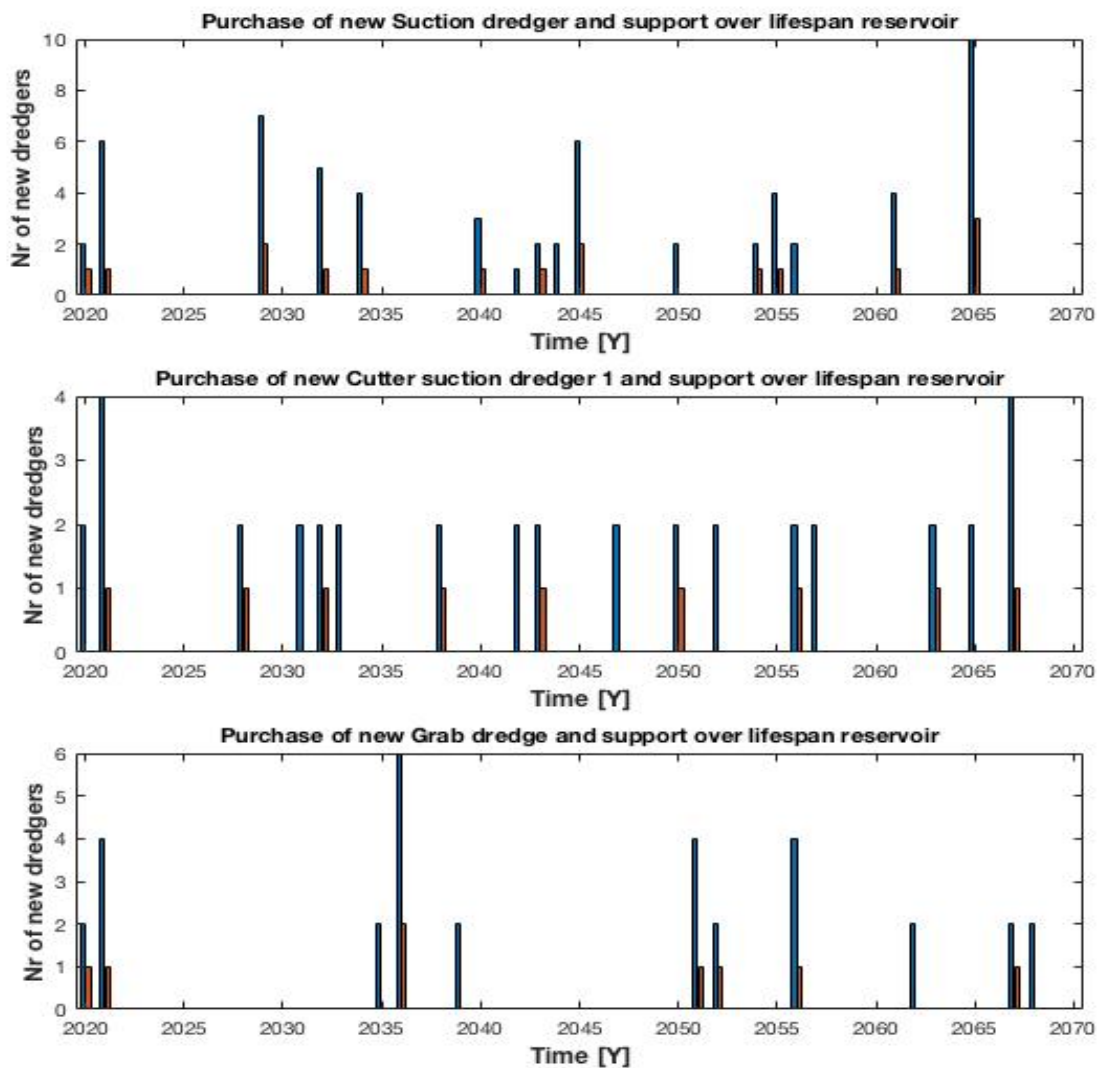 Purchase of new Suction dredger and support over lifespan reservoir
10
8
6
4
2
0
Nr of new dredgers
2020 2025 2030 2035 2040 2045 2050 2055 2060 2065 2070
Time [Y]
Purchase of new Cutter suction dredger 1 and support over lifespan reservoir
4
3
2
1
0
Nr of new dredgers
2020 2025 2030 2035 2040 2045 2050 2055 2060 2065 2070
Time [Y]
Purchase of new Grab dredge and support over lifespan reservoir
6
5
4
3
2
1
0
Nr of new dredgers
2020 2025 2030 2035 2040 2045 2050 2055 2060 2065 2070
Time [Y]